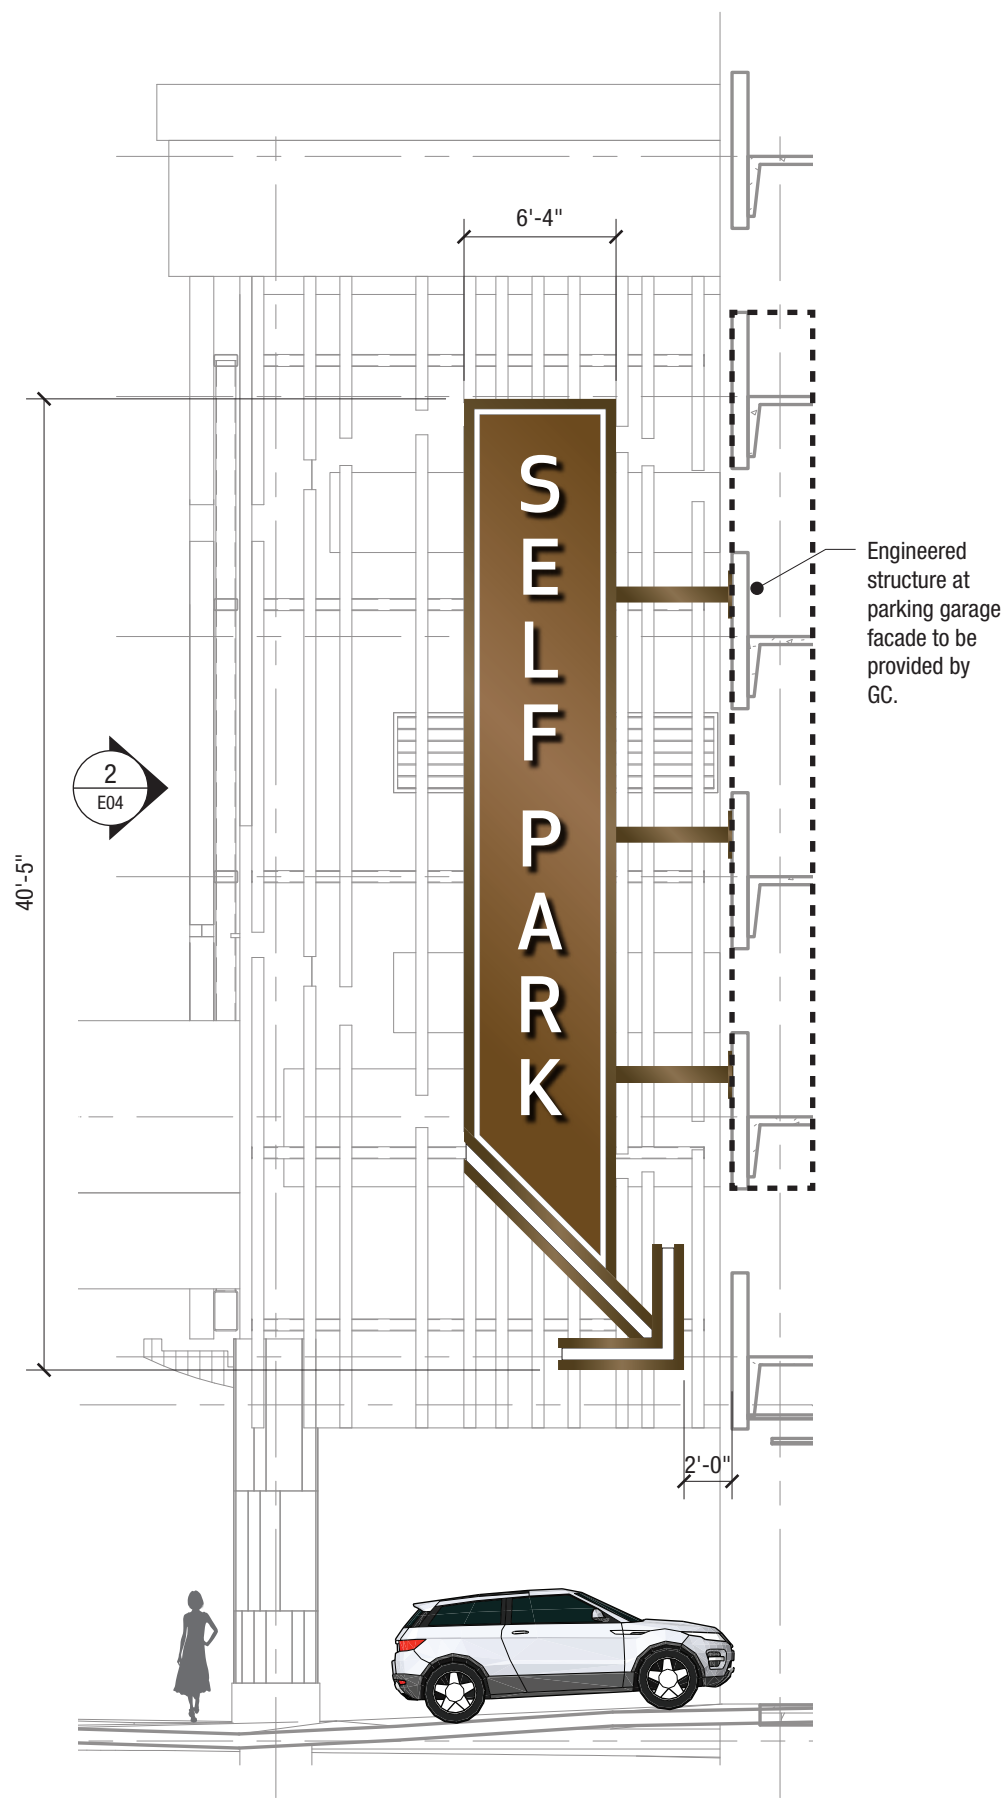 6'-4"
Engineered
structure at
parking garage
facade to be
provided by
GC.
S
E
L
F
P
A
R
K
2
E04
40'-5"
2'-0"